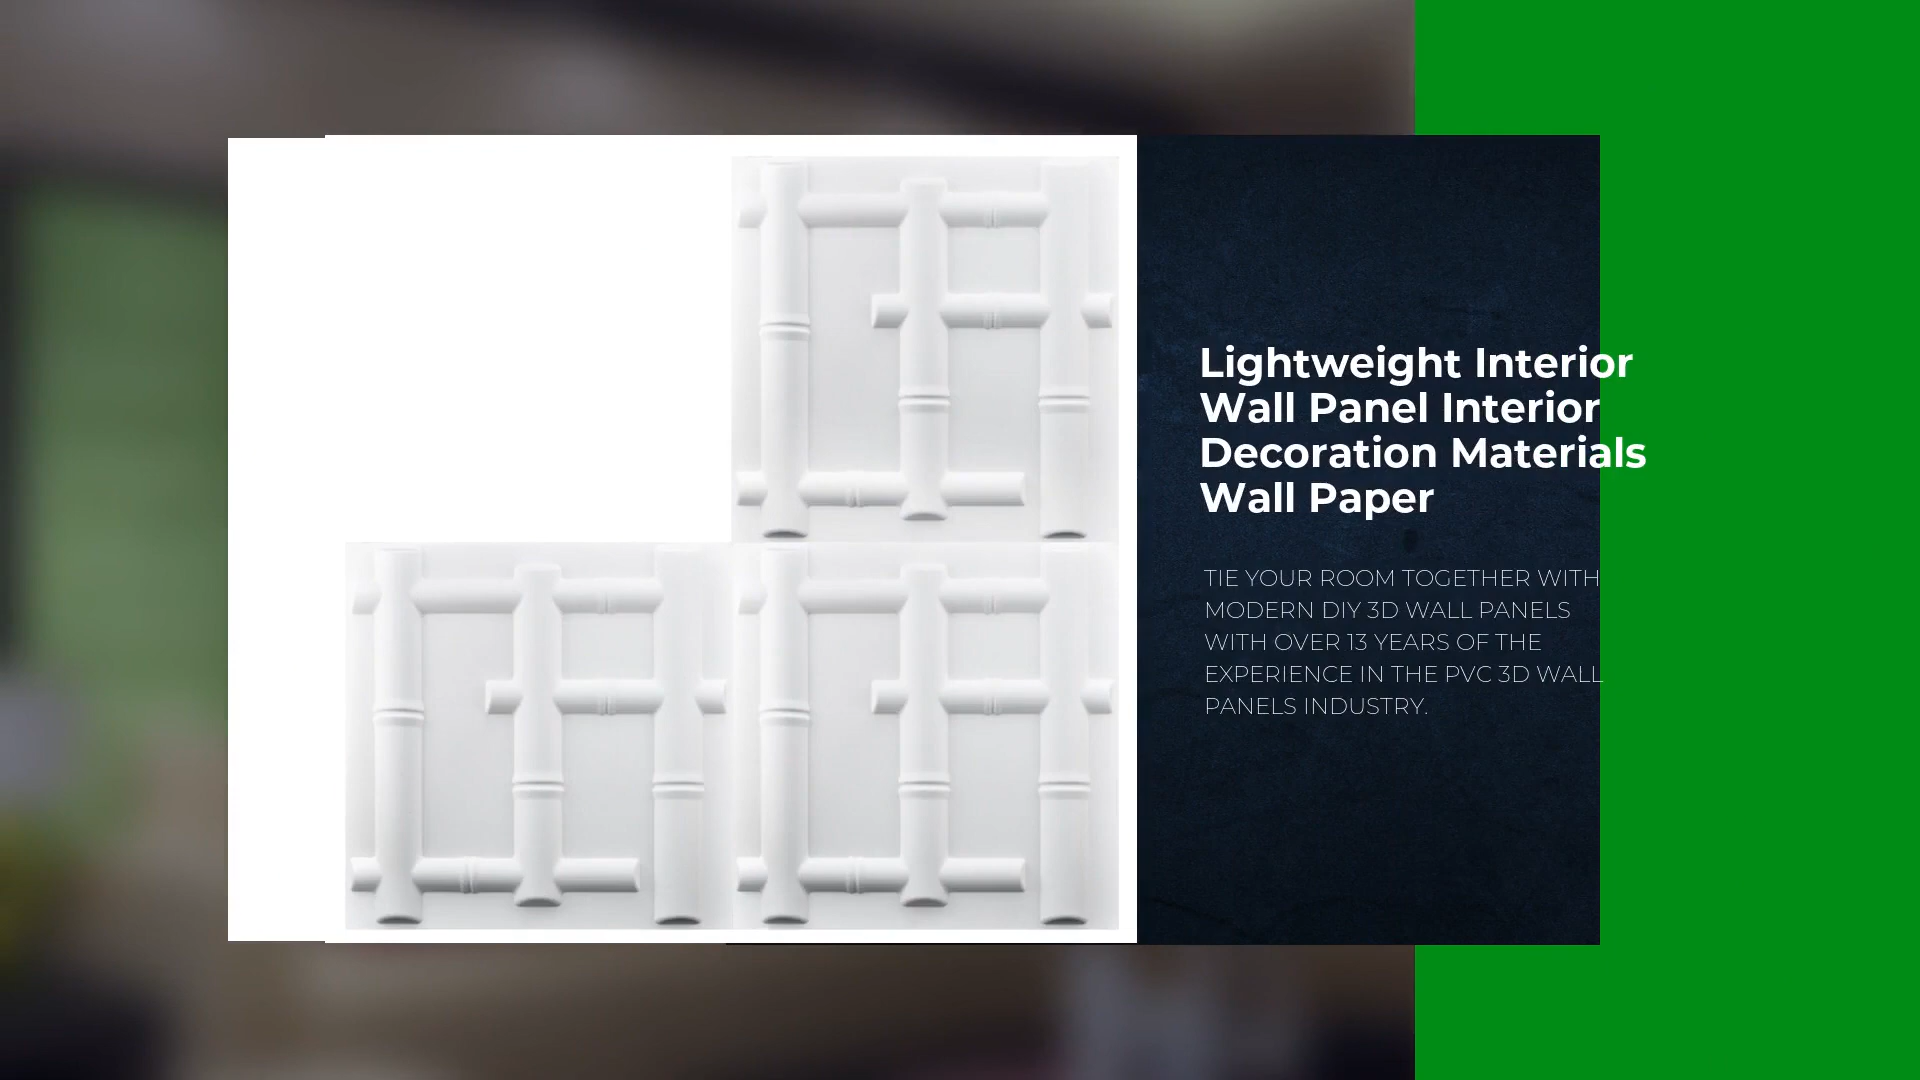 Lightweight Interior
Wall Panel Interior
Decoration Materials
Wall Paper
TIE YOUR ROOM TOGETHER WITH
MODERN DIY 3D WALL PANELS
WITH OVER 13 YEARS OF THE
EXPERIENCE IN THE PVC 3D WALL
PANELS INDUSTRY.